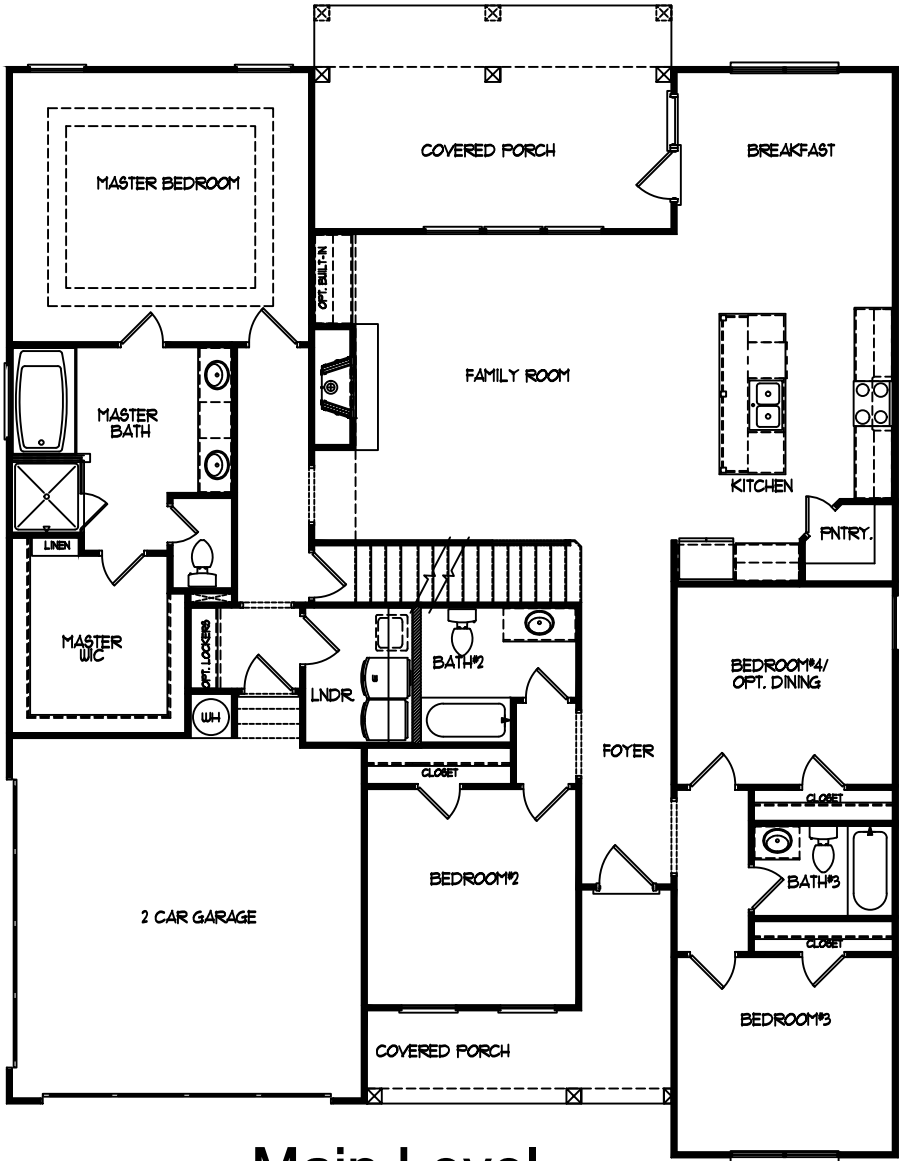 COVERED PORCH
BREAKFAST
MASTER BEDROOM
OPT. BUILT-IN
FAMILY ROOM
MASTER
BATH
KITCHEN
PNTRY.
LINEN
MASTER
WIC
OPT. LOCKERS
BATH#2
BEDROOM#4/
OPT. DINING
LNDR.
WH
FOYER
CLOSET
CLOSET
BEDROOM#2
BATH#3
2 CAR GARAGE
CLOSET
BEDROOM#3
COVERED PORCH
Main Level